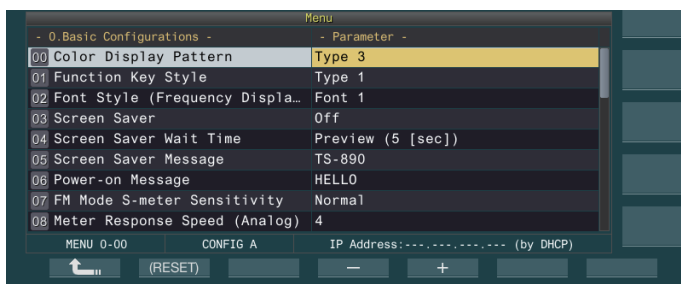 Menu
- 0.Basic Configurations - - Parameter -
00 Color Display Pattern Type 3
01 Function Key Style Type 1
02 Font Style (Frequency Displa… Font 1
03 Screen Saver Off
04 Screen Saver Wait Time Preview (5 [sec])
05 Screen Saver Message TS-890
06 Power-on Message HELLO
07 FM Mode S-meter Sensitivity Normal
08 Meter Response Speed (Analog) 4
MENU 0-00 CONFIG A IP Address:---.---.---.--- (by DHCP)
(RESET) − +